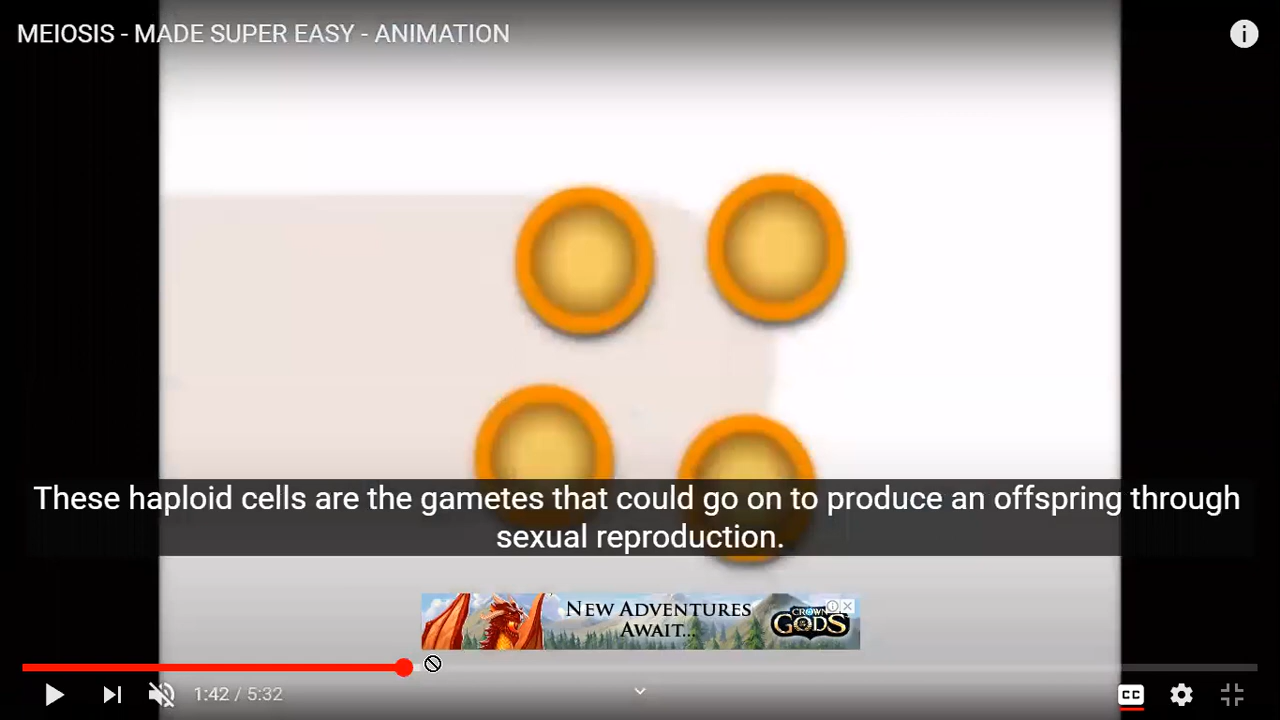 MEIOSIS - MADE SUPER EASY - ANIMATION
These haploid cells are the gametes that could go on to produce an offspring through
sexual reproduction.
NEW ADVENTURES
AWAIT...
CROWN
GODS
1:42 / 5:32
CC